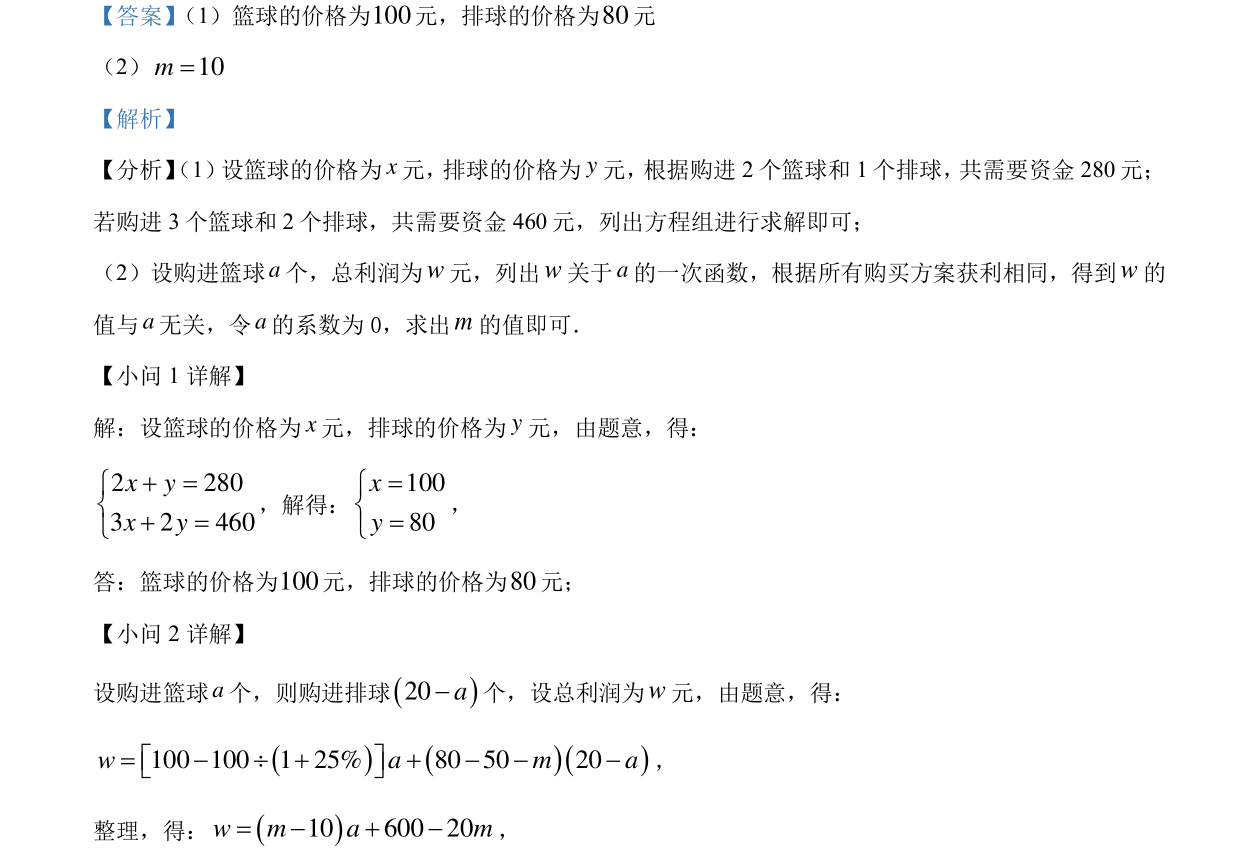 【答案】（1）篮球的价格为100元，排球的价格为80元
（2）m=10
【解析】
【分析】（1）设篮球的价格为x元，排球的价格为y元，根据购进2个篮球和1个排球，共需要资金280元；
若购进3个篮球和2个排球，共需要资金460元，列出方程组进行求解即可；
（2）设购进篮球a个，总利润为w元，列出w关于a的一次函数，根据所有购买方案获利相同，得到w的
值与a无关，令a的系数为0，求出m的值即可．
【小问1详解】
解：设篮球的价格为x元，排球的价格为y元，由题意，得：
{2x+y=280 3x+2y=460，解得：{x=100 y=80，
答：篮球的价格为100元，排球的价格为80元；
【小问2详解】
设购进篮球a个，则购进排球(20-a)个，设总利润为w元，由题意，得：
w=[100-100÷(1+25%)]a+(80-50-m)(20-a)，
整理，得：w=(m-10)a+600-20m，